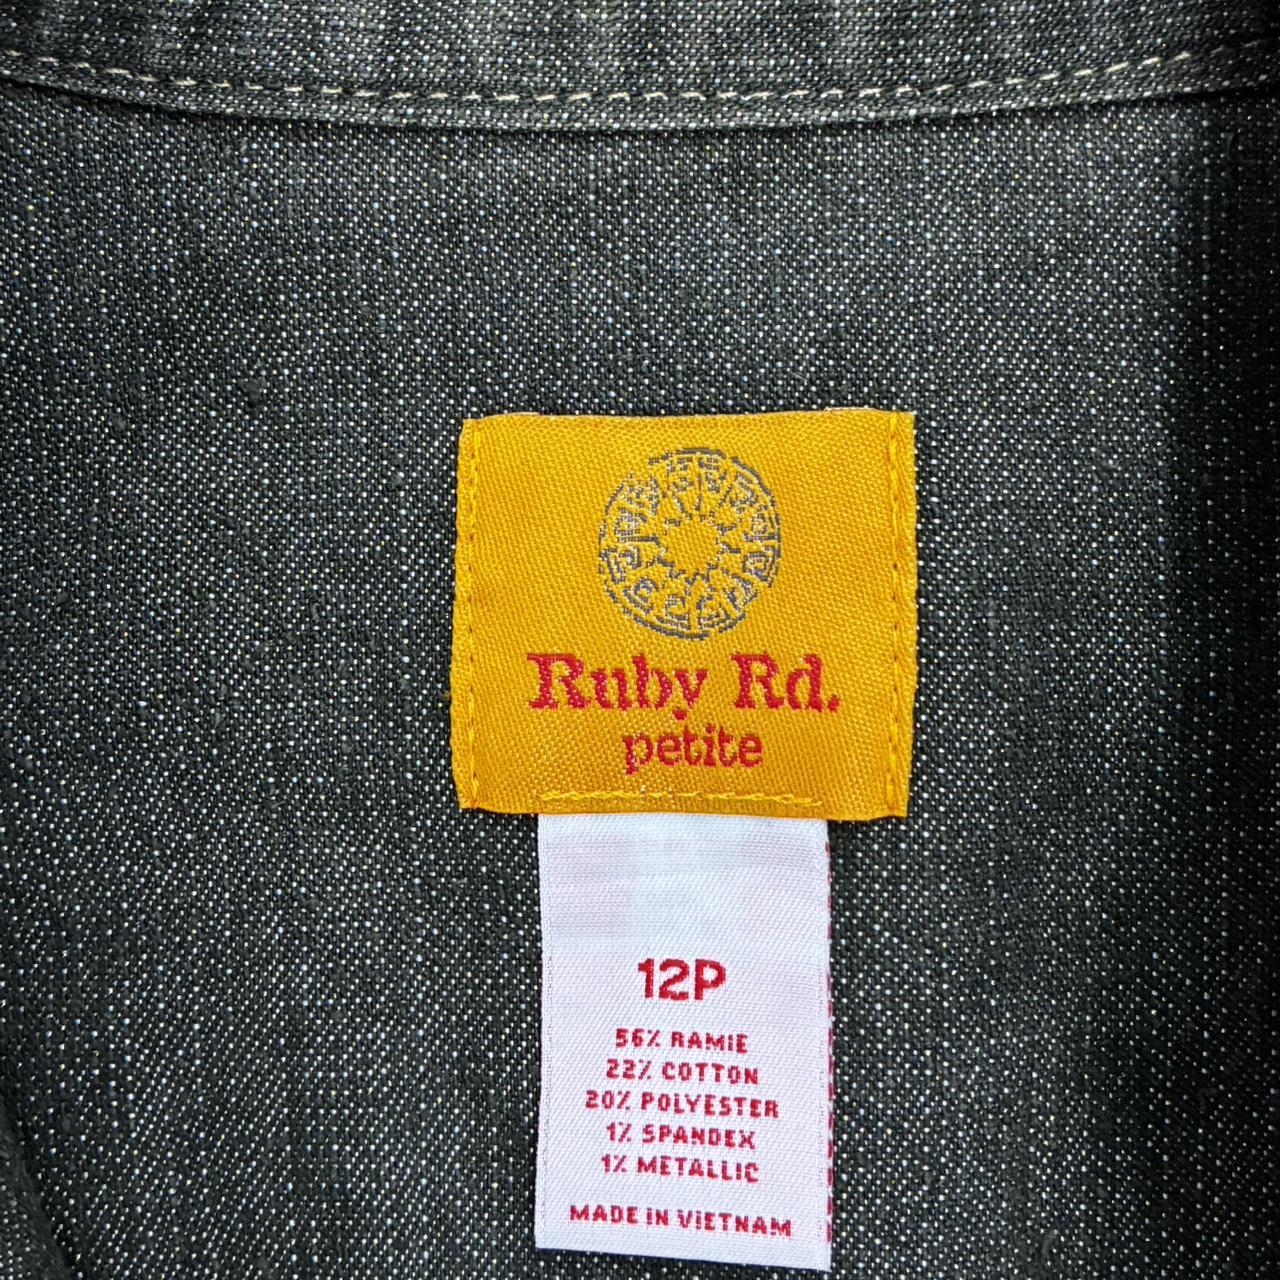 Ruby Rd.
petite
12P
56% RAMIE
22% COTTON
20% POLYESTER
1% SPANDEX
1% METALLIC
MADE IN VIETNAM